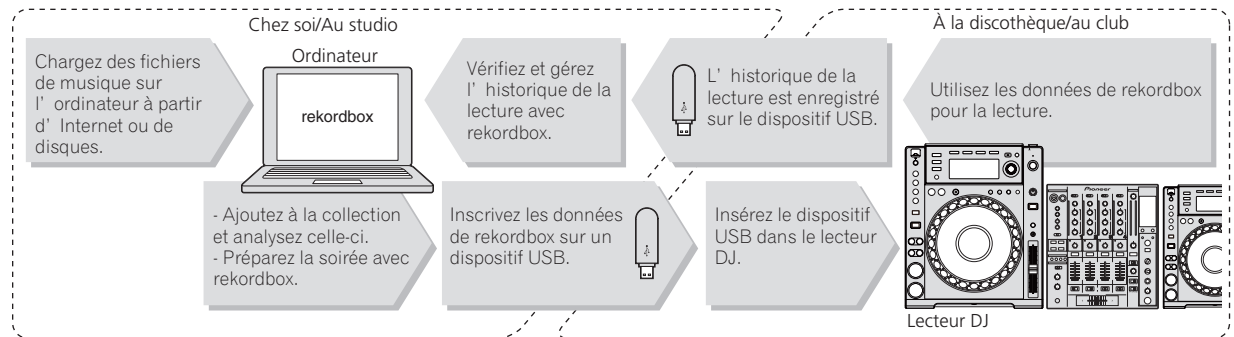 Chez soi/Au studio
À la discothèque/au club
Chargez des fichiers
de musique sur
l’ordinateur à partir
d’Internet ou de
disques.
Ordinateur
rekordbox
Vérifiez et gérez
l’historique de la
lecture avec
rekordbox.
L’historique de la
lecture est enregistré
sur le dispositif USB.
Utilisez les données de rekordbox
pour la lecture.
- Ajoutez à la collection
et analysez celle-ci.
- Préparez la soirée avec
rekordbox.
Inscrivez les données
de rekordbox sur un
dispositif USB.
Insérez le dispositif
USB dans le lecteur
DJ.
Pioneer
Lecteur DJ